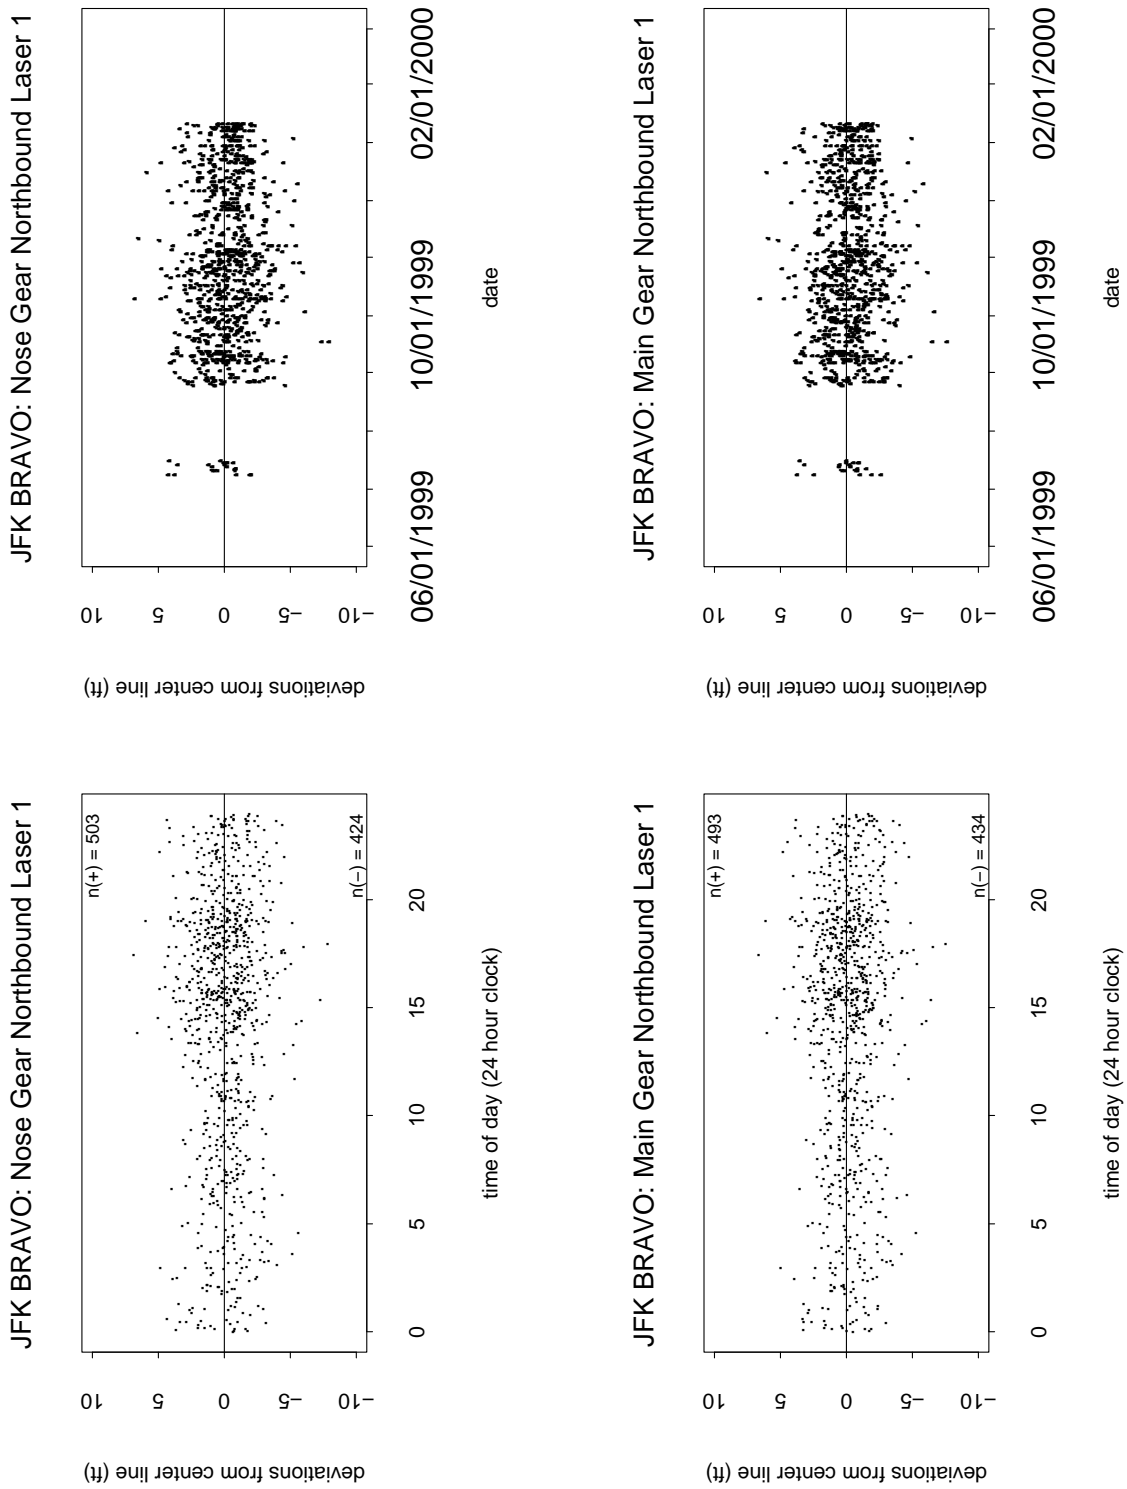 JFK BRAVO: Nose Gear Northbound Laser 1
deviations from center line (ft)
10
5
0
−5
−10
n(+) = 503
n(−) = 424
0
5
10
15
20
time of day (24 hour clock)
JFK BRAVO: Nose Gear Northbound Laser 1
deviations from center line (ft)
10
5
0
−5
−10
06/01/1999
10/01/1999
02/01/2000
date
JFK BRAVO: Main Gear Northbound Laser 1
deviations from center line (ft)
10
5
0
−5
−10
n(+) = 493
n(−) = 434
0
5
10
15
20
time of day (24 hour clock)
JFK BRAVO: Main Gear Northbound Laser 1
deviations from center line (ft)
10
5
0
−5
−10
06/01/1999
10/01/1999
02/01/2000
date